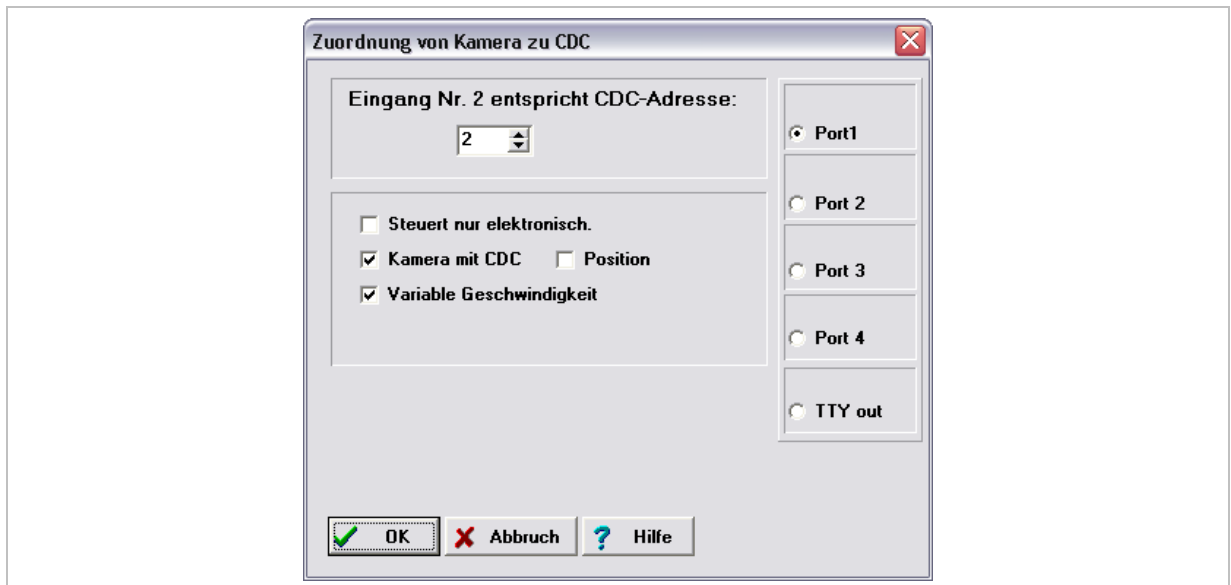 Zuordnung von Kamera zu CDC
Eingang Nr. 2 entspricht CDC-Adresse:
2
Steuert nur elektronisch.
Kamera mit CDC
Position
Variable Geschwindigkeit
Port1
Port 2
Port 3
Port 4
TTY out
OK
Abbruch
Hilfe